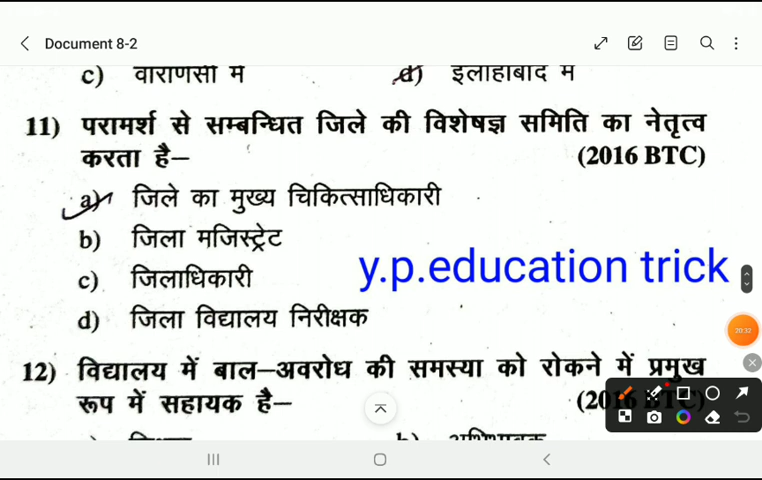 Document 8-2
c) वाराणसी में d) इलाहाबाद में
11) परामर्श से सम्बन्धित जिले की विशेषज्ञ समिति का नेतृत्व
करता है–
(2016 BTC)
a) जिले का मुख्य चिकित्साधिकारी
b) जिला मजिस्ट्रेट
c) जिलाधिकारी
d) जिला विद्यालय निरीक्षक
y.p.education trick
20:32
12) विद्यालय में बाल–अवरोध की समस्या को रोकने में प्रमुख
रूप में सहायक है–
(2016 BTC)